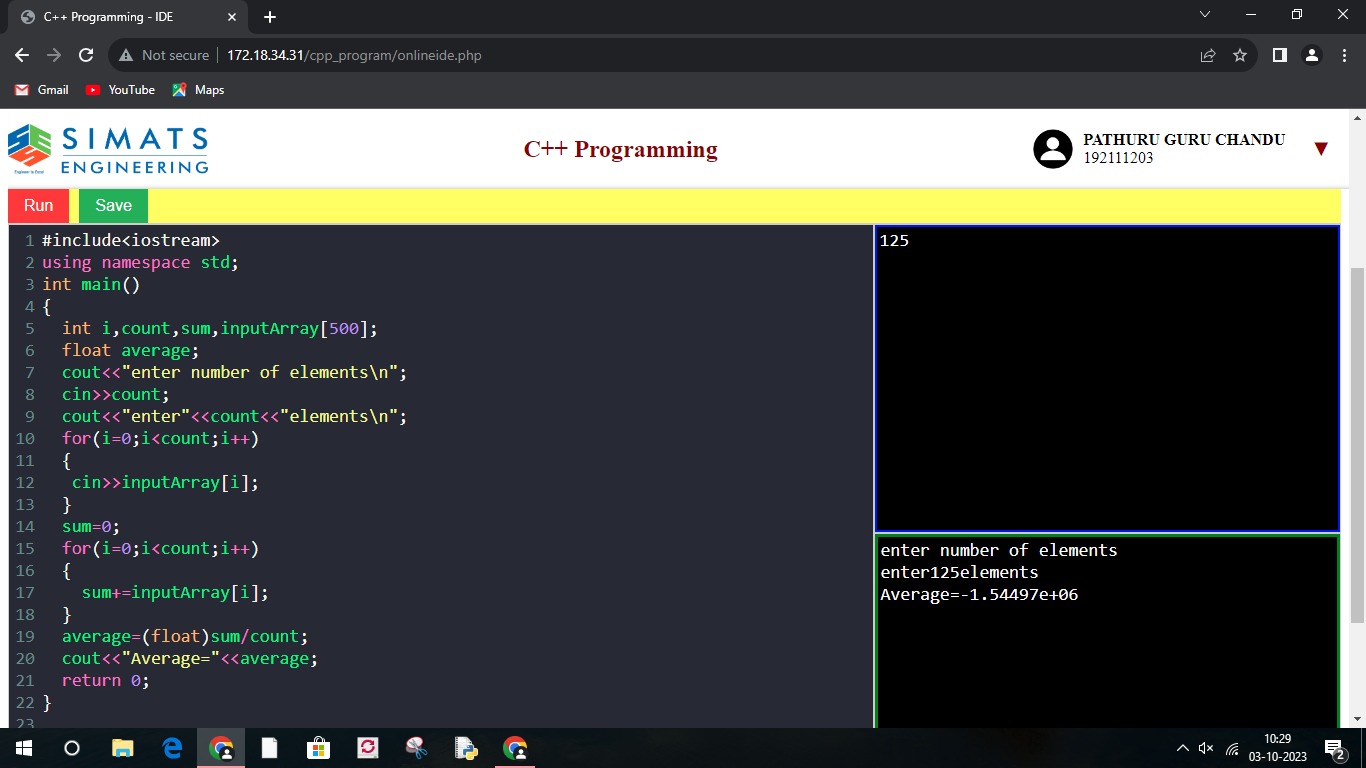 C++ Programming - IDE
Not secure
172.18.34.31/cpp_program/onlineide.php
Gmail
YouTube
Maps
SIMATS
ENGINEERING
Engineer to Excel
C++ Programming
PATHURU GURU CHANDU
192111203
Run
Save
1 #include<iostream>
2 using namespace std;
3 int main()
4 {
5 int i,count,sum,inputArray[500];
6 float average;
7 cout<<"enter number of elements\n";
8 cin>>count;
9 cout<<"enter"<<count<<"elements\n";
10 for(i=0;i<count;i++)
11 {
12 cin>>inputArray[i];
13 }
14 sum=0;
15 for(i=0;i<count;i++)
16 {
17 sum+=inputArray[i];
18 }
19 average=(float)sum/count;
20 cout<<"Average="<<average;
21 return 0;
22 }
23
125
enter number of elements
enter125elements
Average=-1.54497e+06
10:29
03-10-2023
2